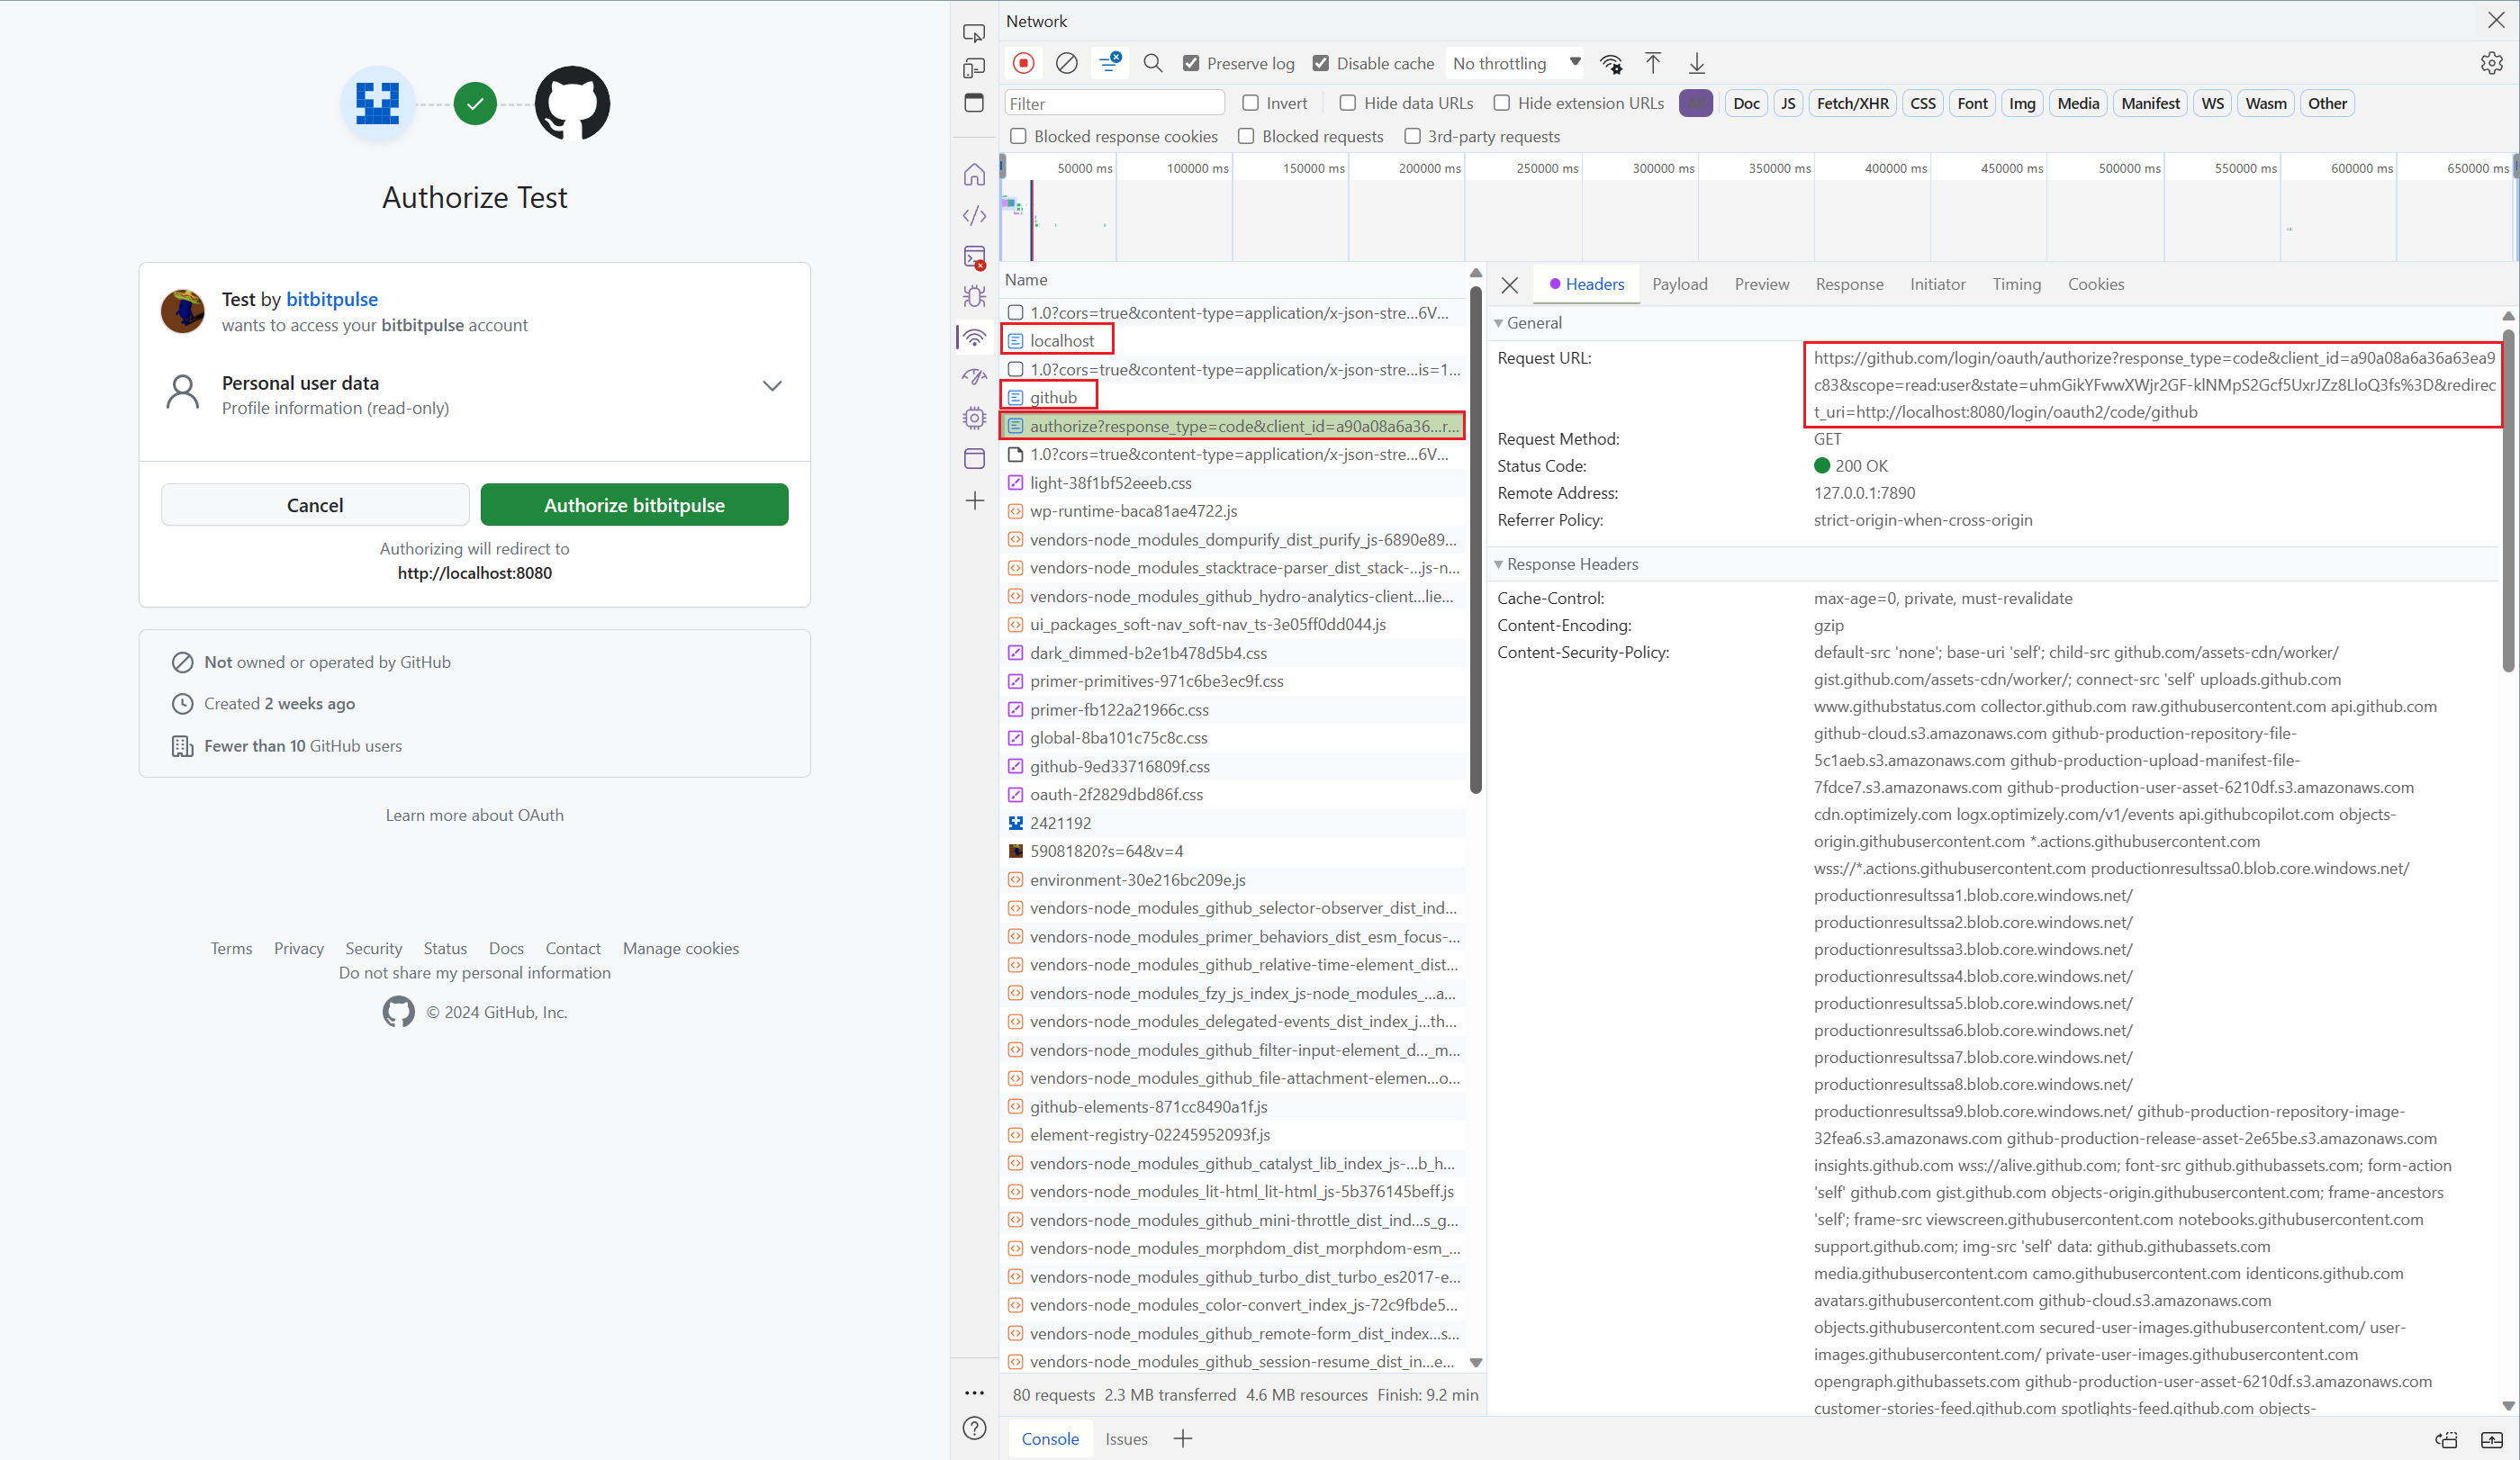 Authorize Test
Test by bitbitpulse
wants to access your bitbitpulse account
Personal user data
Profile information (read-only)
Cancel
Authorize bitbitpulse
Authorizing will redirect to
http://localhost:8080
Not owned or operated by GitHub
Created 2 weeks ago
Fewer than 10 GitHub users
Learn more about OAuth
Terms Privacy Security Status Docs Contact Manage cookies
Do not share my personal information
© 2024 GitHub, Inc.
Network
Preserve log Disable cache No throttling
Filter Invert Hide data URLs Hide extension URLs All Doc JS Fetch/XHR CSS Font Img Media Manifest WS Wasm Other
Blocked response cookies Blocked requests 3rd-party requests
50000 ms 100000 ms 150000 ms 200000 ms 250000 ms 300000 ms 350000 ms 400000 ms 450000 ms 500000 ms 550000 ms 600000 ms 650000 ms
Name
1.0?cors=true&content-type=application/x-json-stre...6V...
localhost
1.0?cors=true&content-type=application/x-json-stre...is=1...
github
authorize?response_type=code&client_id=a90a08a6a36...r...
1.0?cors=true&content-type=application/x-json-stre...6V...
light-38f1bf52eeeb.css
wp-runtime-baca81ae4722.js
vendors-node_modules_dompurify_dist_purify_js-6890e89...
vendors-node_modules_stacktrace-parser_dist_stack-...js-n...
vendors-node_modules_github_hydro-analytics-client...lie...
ui_packages_soft-nav_soft-nav_ts-3e05ff0dd044.js
dark_dimmed-b2e1b478d5b4.css
primer-primitives-971c6be3ec9f.css
primer-fb122a21966c.css
global-8ba101c75c8c.css
github-9ed33716809f.css
oauth-2f2829dbd86f.css
2421192
59081820?s=64&v=4
environment-30e216bc209e.js
vendors-node_modules_github_selector-observer_dist_ind...
vendors-node_modules_primer_behaviors_dist_esm_focus-...
vendors-node_modules_github_relative-time-element_dist...
vendors-node_modules_fzy_js_index_js-node_modules_...a...
vendors-node_modules_delegated-events_dist_index_j...th...
vendors-node_modules_github_filter-input-element_d..._m...
vendors-node_modules_github_file-attachment-elemen...o...
github-elements-871cc8490a1f.js
element-registry-02245952093f.js
vendors-node_modules_github_catalyst_lib_index_js-...b_h...
vendors-node_modules_lit-html_lit-html_js-5b376145beff.js
vendors-node_modules_github_mini-throttle_dist_ind...s_g...
vendors-node_modules_morphdom_dist_morphdom-esm_...
vendors-node_modules_github_turbo_dist_turbo_es2017-e...
vendors-node_modules_color-convert_index_js-72c9fbde5...
vendors-node_modules_github_remote-form_dist_index...s...
vendors-node_modules_github_session-resume_dist_in...e...
80 requests 2.3 MB transferred 4.6 MB resources Finish: 9.2 min
Headers Payload Preview Response Initiator Timing Cookies
General
Request URL: https://github.com/login/oauth/authorize?response_type=code&client_id=a90a08a6a36a63ea9
c83&scope=read:user&state=uhmGikYFwwXWjr2GF-klNMpS2Gcf5UxrJZz8LloQ3fs%3D&redirec
t_uri=http://localhost:8080/login/oauth2/code/github
Request Method: GET
Status Code: 200 OK
Remote Address: 127.0.0.1:7890
Referrer Policy: strict-origin-when-cross-origin
Response Headers
Cache-Control: max-age=0, private, must-revalidate
Content-Encoding: gzip
Content-Security-Policy: default-src 'none'; base-uri 'self'; child-src github.com/assets-cdn/worker/
gist.github.com/assets-cdn/worker/; connect-src 'self' uploads.github.com
www.githubstatus.com collector.github.com raw.githubusercontent.com api.github.com
github-cloud.s3.amazonaws.com github-production-repository-file-
5c1aeb.s3.amazonaws.com github-production-upload-manifest-file-
7fdce7.s3.amazonaws.com github-production-user-asset-6210df.s3.amazonaws.com
cdn.optimizely.com logx.optimizely.com/v1/events api.githubcopilot.com objects-
origin.githubusercontent.com *.actions.githubusercontent.com
wss://*.actions.githubusercontent.com productionresultssa0.blob.core.windows.net/
productionresultssa1.blob.core.windows.net/
productionresultssa2.blob.core.windows.net/
productionresultssa3.blob.core.windows.net/
productionresultssa4.blob.core.windows.net/
productionresultssa5.blob.core.windows.net/
productionresultssa6.blob.core.windows.net/
productionresultssa7.blob.core.windows.net/
productionresultssa8.blob.core.windows.net/
productionresultssa9.blob.core.windows.net/ github-production-repository-image-
32fea6.s3.amazonaws.com github-production-release-asset-2e65be.s3.amazonaws.com
insights.github.com wss://alive.github.com; font-src github.githubassets.com; form-action
'self' github.com gist.github.com objects-origin.githubusercontent.com; frame-ancestors
'self'; frame-src viewscreen.githubusercontent.com notebooks.githubusercontent.com
support.github.com; img-src 'self' data: github.githubassets.com
media.githubusercontent.com camo.githubusercontent.com identicons.github.com
avatars.githubusercontent.com github-cloud.s3.amazonaws.com
objects.githubusercontent.com secured-user-images.githubusercontent.com/ user-
images.githubusercontent.com/ private-user-images.githubusercontent.com
opengraph.githubassets.com github-production-user-asset-6210df.s3.amazonaws.com
customer-stories-feed.github.com spotlights-feed.github.com objects-
Console Issues